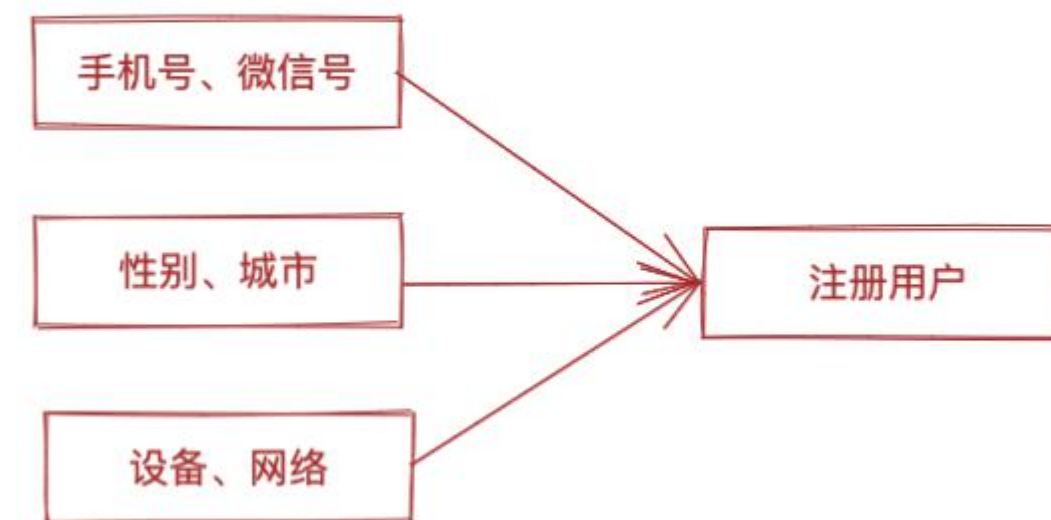 手机号、微信号
性别、城市
注册用户
设备、网络